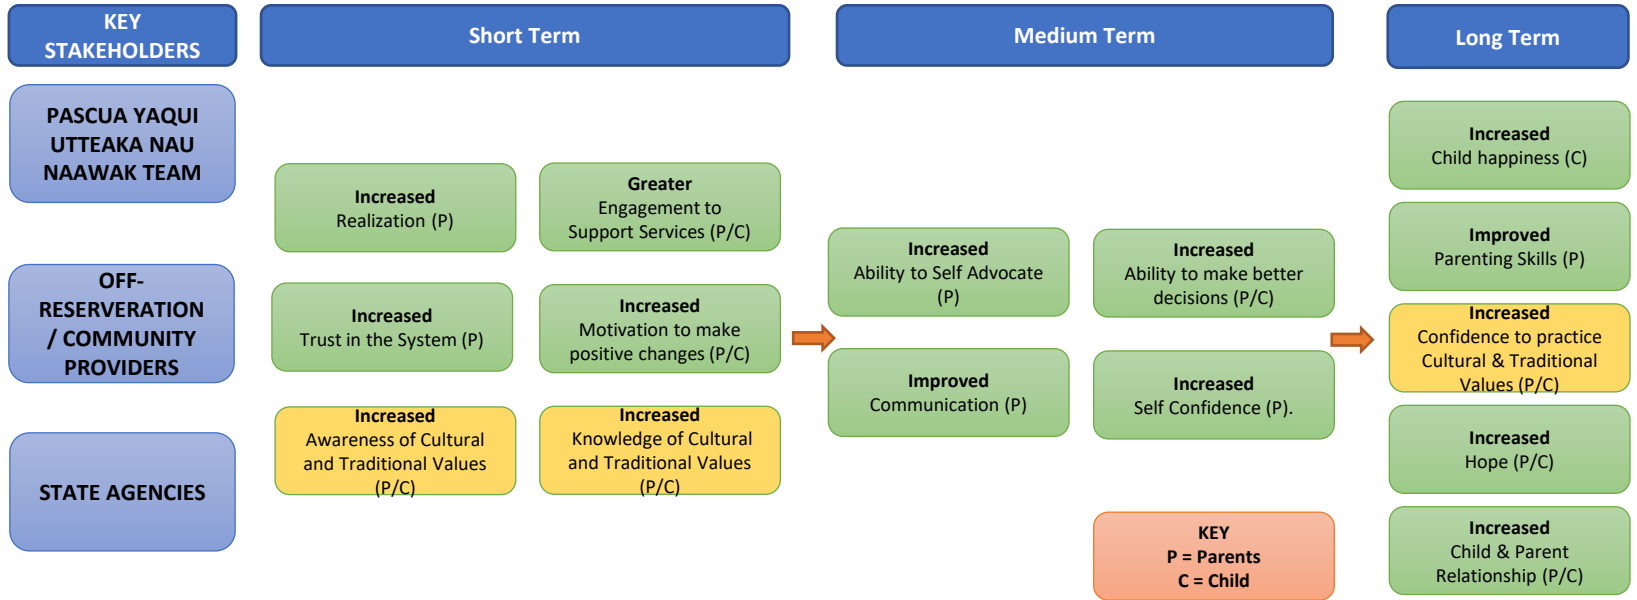 KEY
STAKEHOLDERS
Short Term
Medium Term
Long Term
PASCUA YAQUI
UTTEAKA NAU
NAAWAK TEAM
OFF-
RESERVERATION
/ COMMUNITY
PROVIDERS
STATE AGENCIES
Increased
Realization (P)
Greater
Engagement to
Support Services (P/C)
Increased
Trust in the System (P)
Increased
Motivation to make
positive changes (P/C)
Increased
Awareness of Cultural
and Traditional Values
(P/C)
Increased
Knowledge of Cultural
and Traditional Values
(P/C)
Increased
Ability to Self Advocate
(P)
Increased
Ability to make better
decisions (P/C)
Improved
Communication (P)
Increased
Self Confidence (P).
KEY
P = Parents
C = Child
Increased
Child happiness (C)
Improved
Parenting Skills (P)
Increased
Confidence to practice
Cultural & Traditional
Values (P/C)
Increased
Hope (P/C)
Increased
Child & Parent
Relationship (P/C)